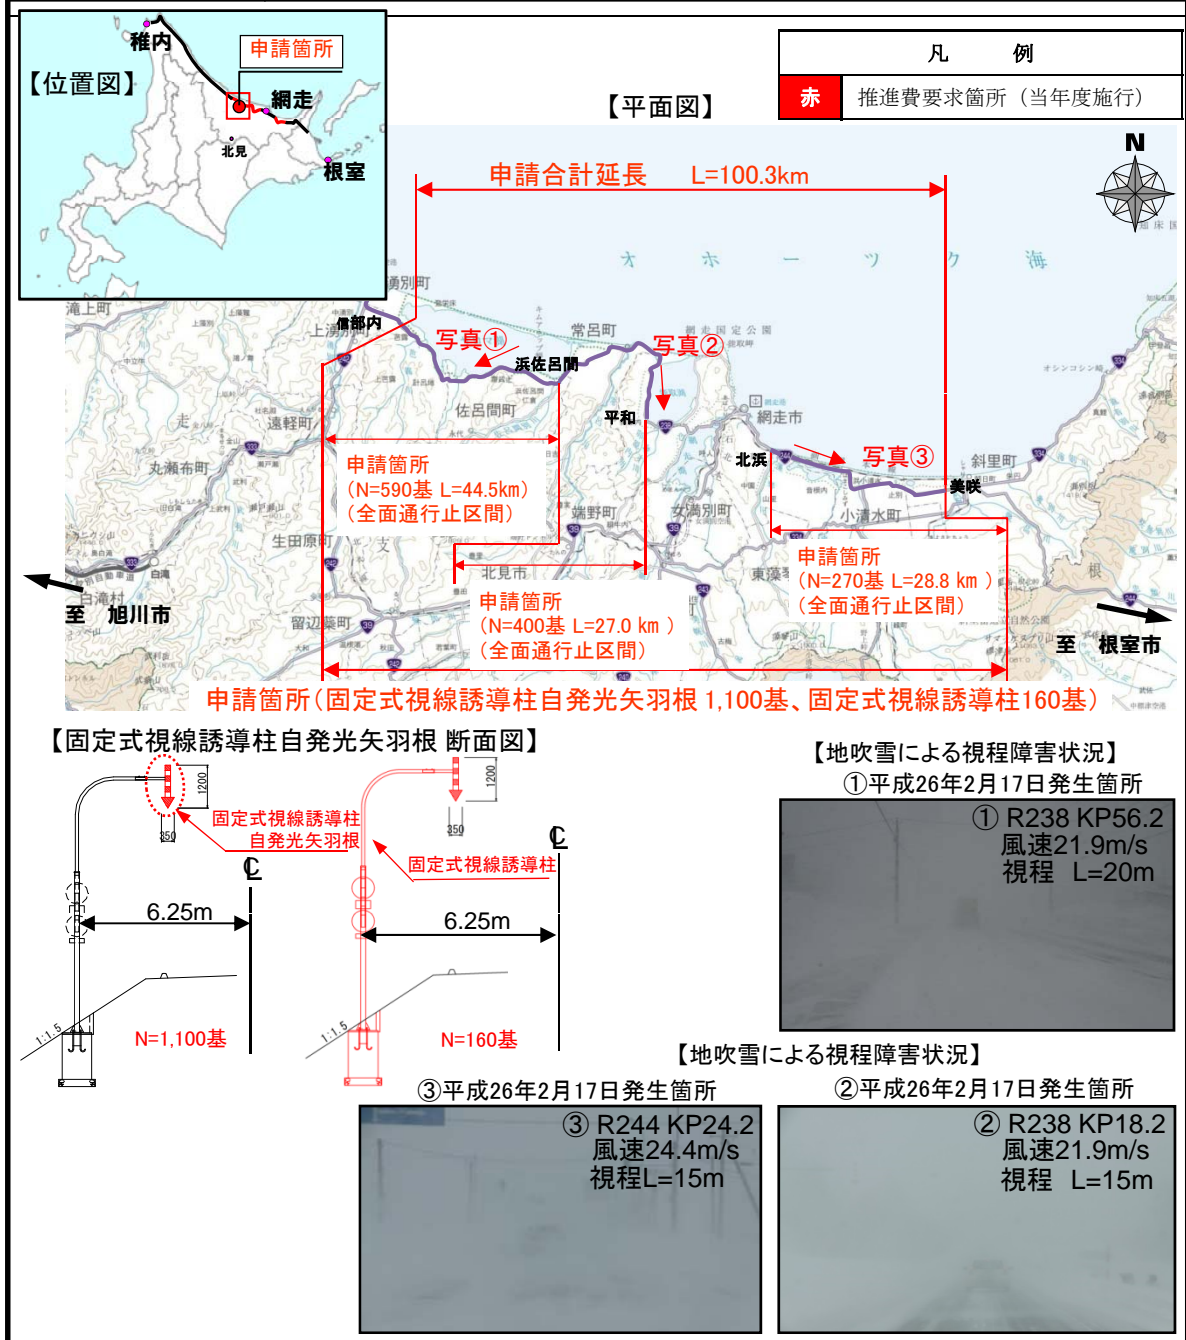 稚内
申請箇所
【位置図】
網走
北見
根室
凡 例
赤
推進費要求箇所（当年度施行）
【平面図】
N
申請合計延長 L=100.3km
オ ホ ー ツ ク 海
湧別町
滝上町
上湧別町
信部内
写真①
浜佐呂間
常呂町
写真②
網走国定公園
能取岬
佐呂間町
平和
網走市
遠軽町
丸瀬布町
北浜
写真③
斜里町
美咲
小清水町
申請箇所
（N=590基 L=44.5km）
（全面通行止区間）
端野町
女満別町
生田原町
北見市
東藻琴
申請箇所
（N=270基 L=28.8 km ）
（全面通行止区間）
白滝
白滝村
至 旭川市
留辺蘂町
申請箇所
（N=400基 L=27.0 km ）
（全面通行止区間）
至 根室市
申請箇所（固定式視線誘導柱自発光矢羽根 1,100基、固定式視線誘導柱160基）
【固定式視線誘導柱自発光矢羽根 断面図】
1200
350
固定式視線誘導柱
自発光矢羽根
6.25m
1:1.5
N=1,100基
1200
350
固定式視線誘導柱
6.25m
1:1.5
N=160基
【地吹雪による視程障害状況】
①平成26年2月17日発生箇所
① R238 KP56.2
風速21.9m/s
視程 L=20m
【地吹雪による視程障害状況】
③平成26年2月17日発生箇所
③ R244 KP24.2
風速24.4m/s
視程L=15m
②平成26年2月17日発生箇所
② R238 KP18.2
風速21.9m/s
視程 L=15m